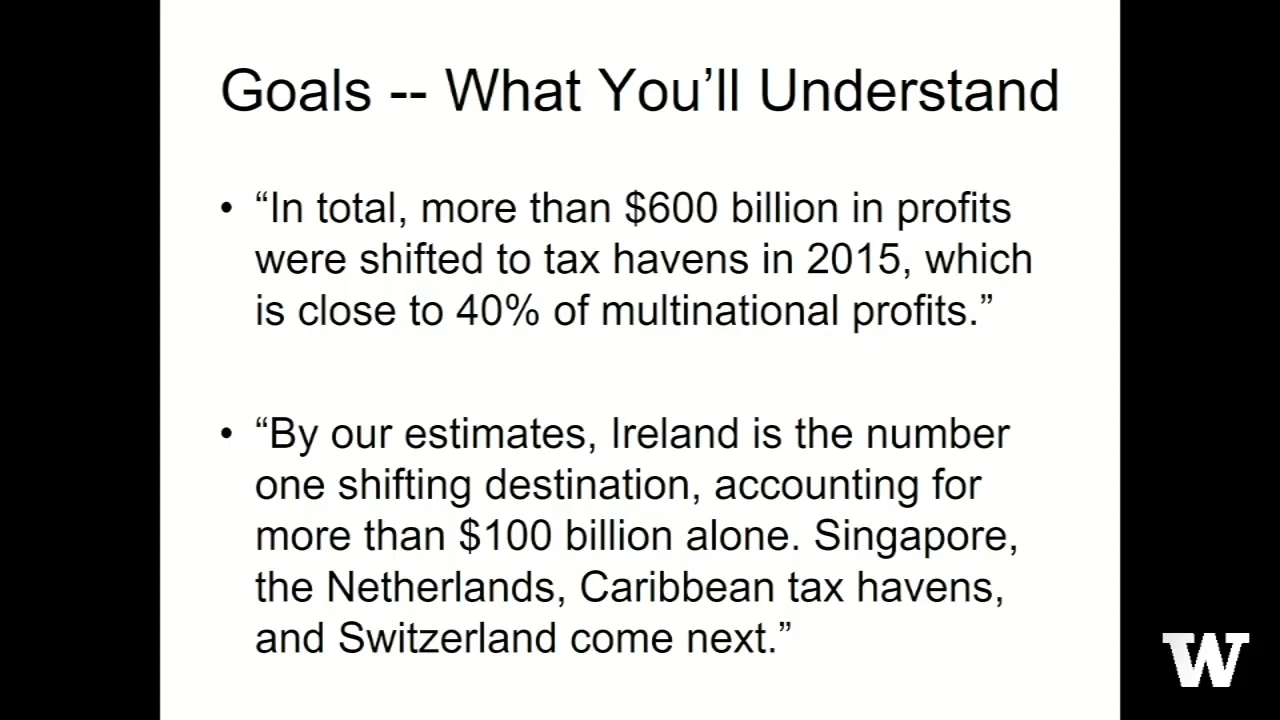 Goals -- What You’ll Understand
• “In total, more than $600 billion in profits
were shifted to tax havens in 2015, which
is close to 40% of multinational profits.”
• “By our estimates, Ireland is the number
one shifting destination, accounting for
more than $100 billion alone. Singapore,
the Netherlands, Caribbean tax havens,
and Switzerland come next.”
W